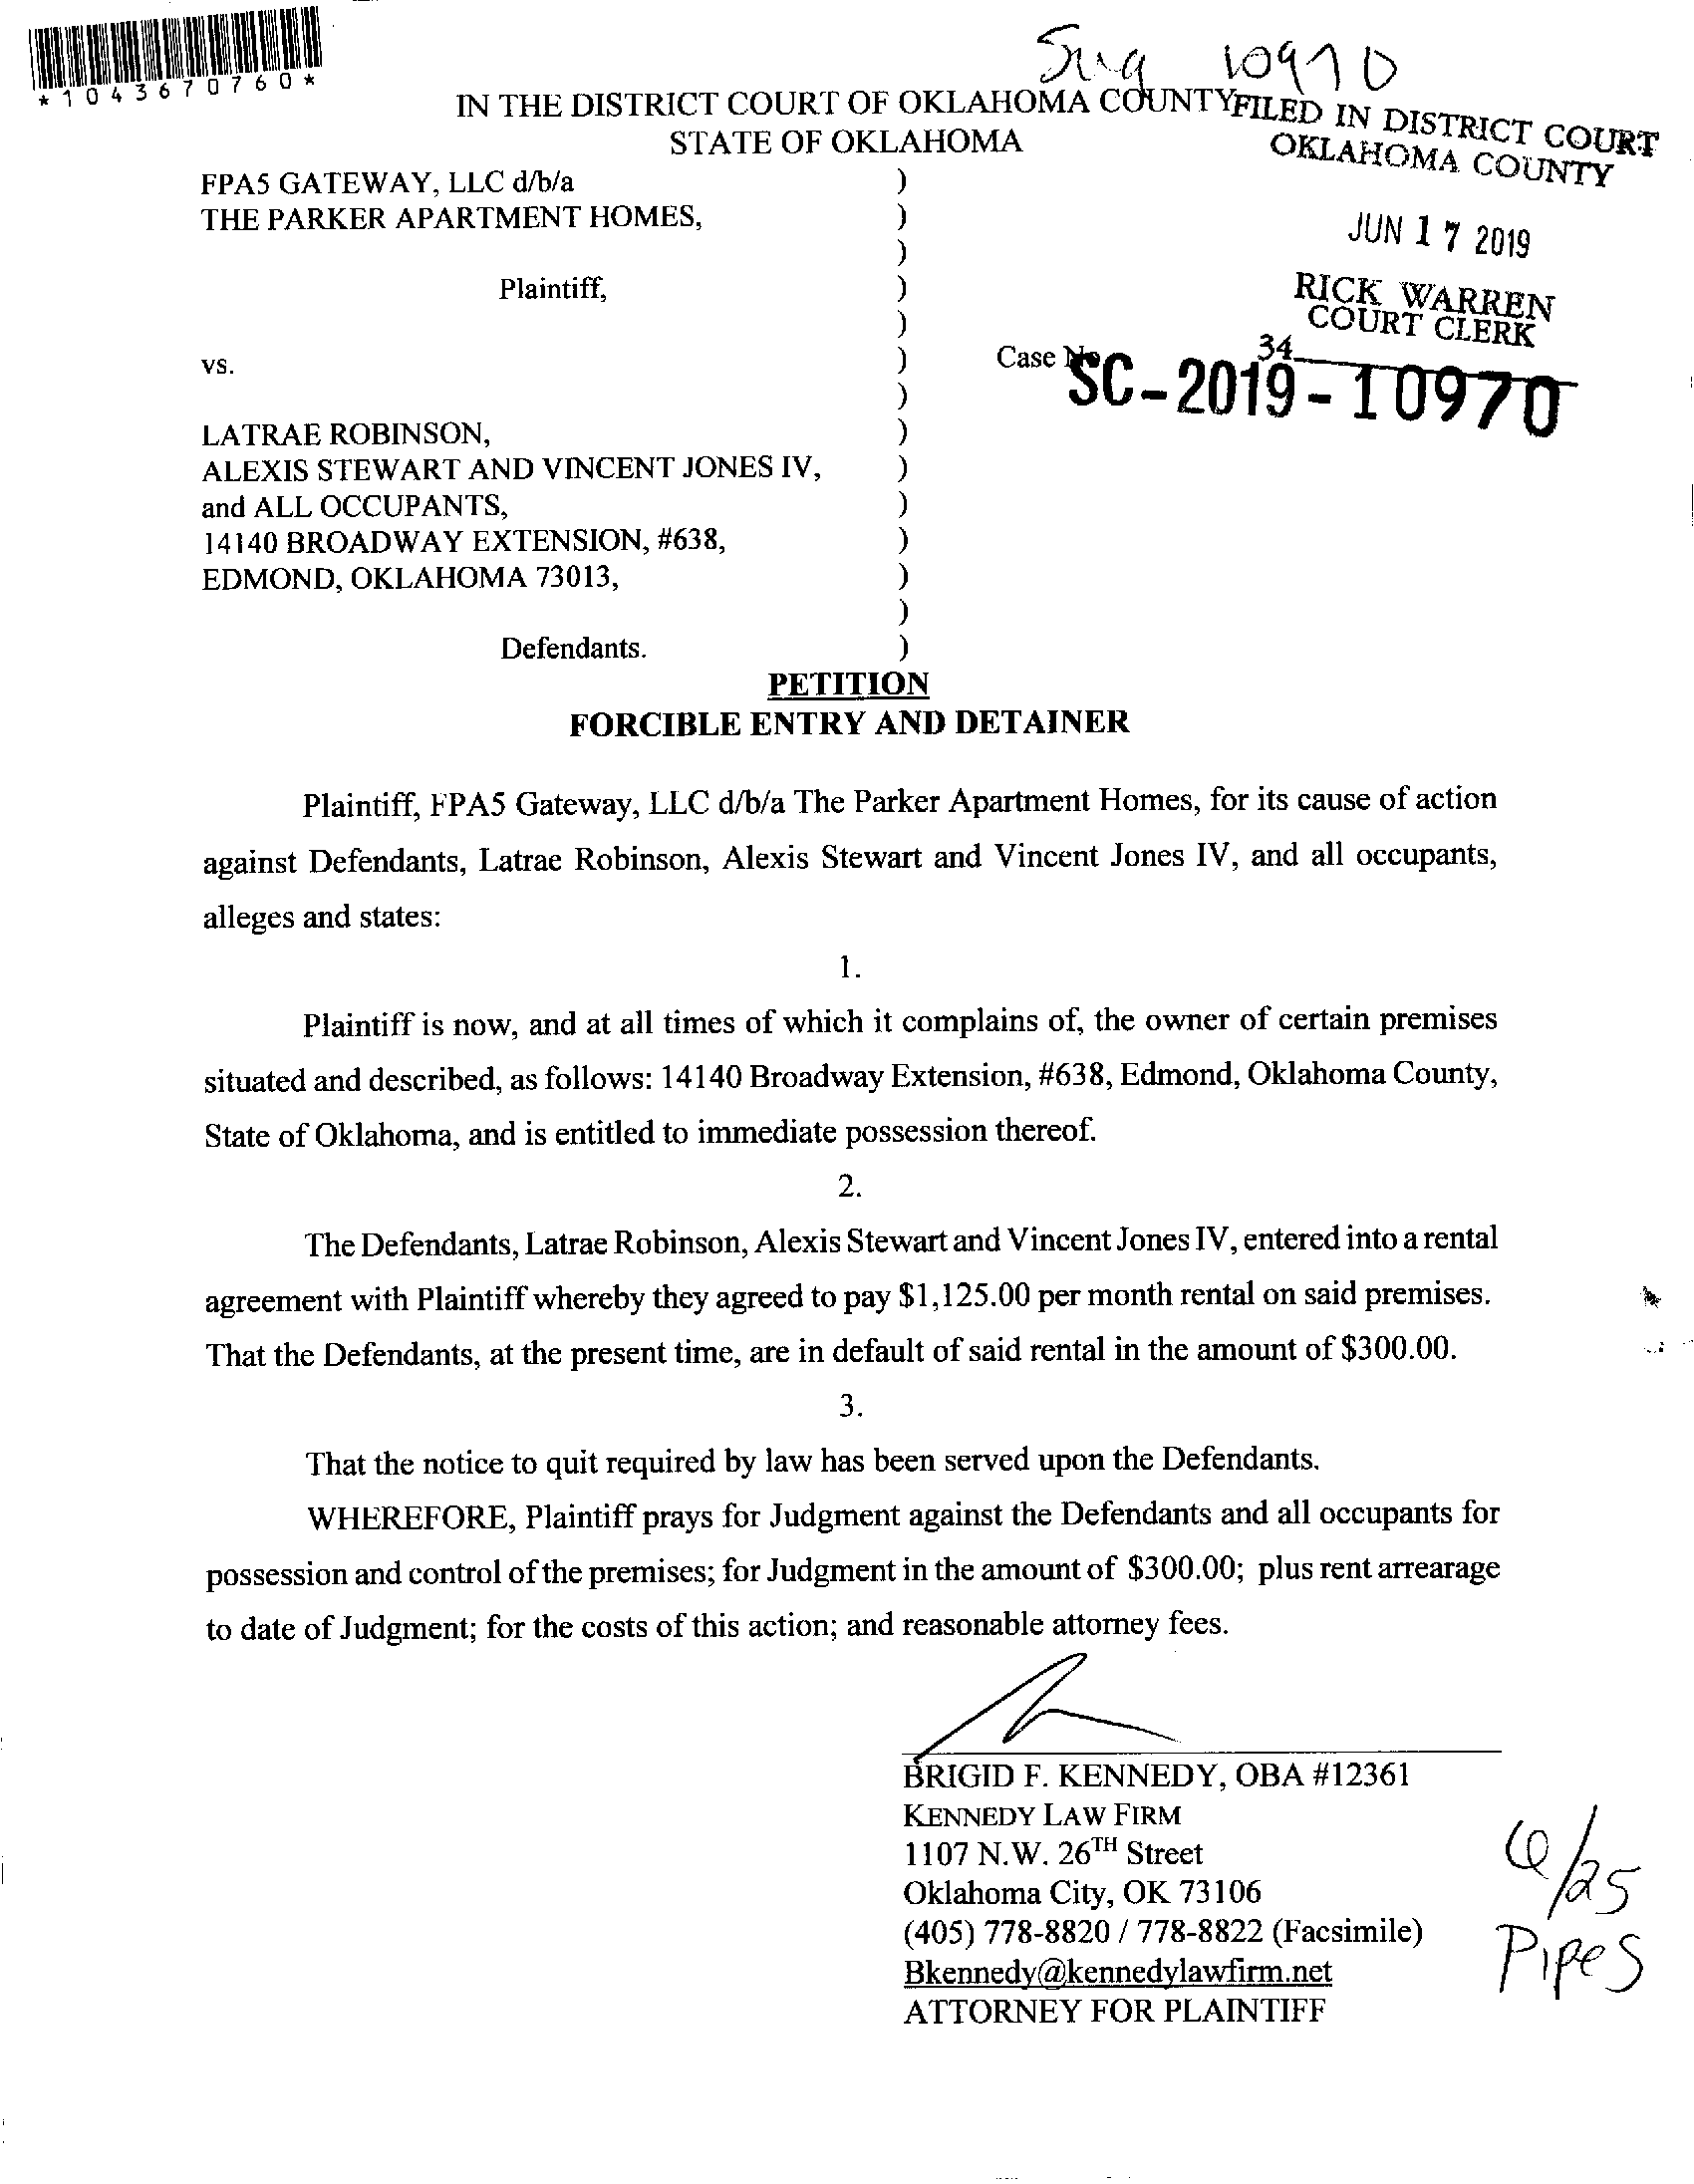 *1043670760*
10970
IN THE DISTRICT COURT OF OKLAHOMA COUNTY
STATE OF OKLAHOMA
FILED IN DISTRICT COURT
OKLAHOMA COUNTY
JUN 17 2019
RICK WARREN
COURT CLERK
34
FPA5 GATEWAY, LLC d/b/a )
THE PARKER APARTMENT HOMES, )
)
Plaintiff, )
)
vs. )
Case No SC-2019-10970
)
LATRAE ROBINSON, )
ALEXIS STEWART AND VINCENT JONES IV, )
and ALL OCCUPANTS, )
14140 BROADWAY EXTENSION, #638, )
EDMOND, OKLAHOMA 73013, )
)
Defendants. )
PETITION
FORCIBLE ENTRY AND DETAINER
Plaintiff, FPA5 Gateway, LLC d/b/a The Parker Apartment Homes, for its cause of action
against Defendants, Latrae Robinson, Alexis Stewart and Vincent Jones IV, and all occupants,
alleges and states:
1.
Plaintiff is now, and at all times of which it complains of, the owner of certain premises
situated and described, as follows: 14140 Broadway Extension, #638, Edmond, Oklahoma County,
State of Oklahoma, and is entitled to immediate possession thereof.
2.
The Defendants, Latrae Robinson, Alexis Stewart and Vincent Jones IV, entered into a rental
agreement with Plaintiff whereby they agreed to pay $1,125.00 per month rental on said premises.
That the Defendants, at the present time, are in default of said rental in the amount of $300.00.
3.
That the notice to quit required by law has been served upon the Defendants.
WHEREFORE, Plaintiff prays for Judgment against the Defendants and all occupants for
possession and control of the premises; for Judgment in the amount of $300.00; plus rent arrearage
to date of Judgment; for the costs of this action; and reasonable attorney fees.
BRIGID F. KENNEDY, OBA #12361
KENNEDY LAW FIRM
1107 N.W. 26TH Street
Oklahoma City, OK 73106
(405) 778-8820 / 778-8822 (Facsimile)
Bkennedy@kennedylawfirm.net
ATTORNEY FOR PLAINTIFF
6/25
Pipes